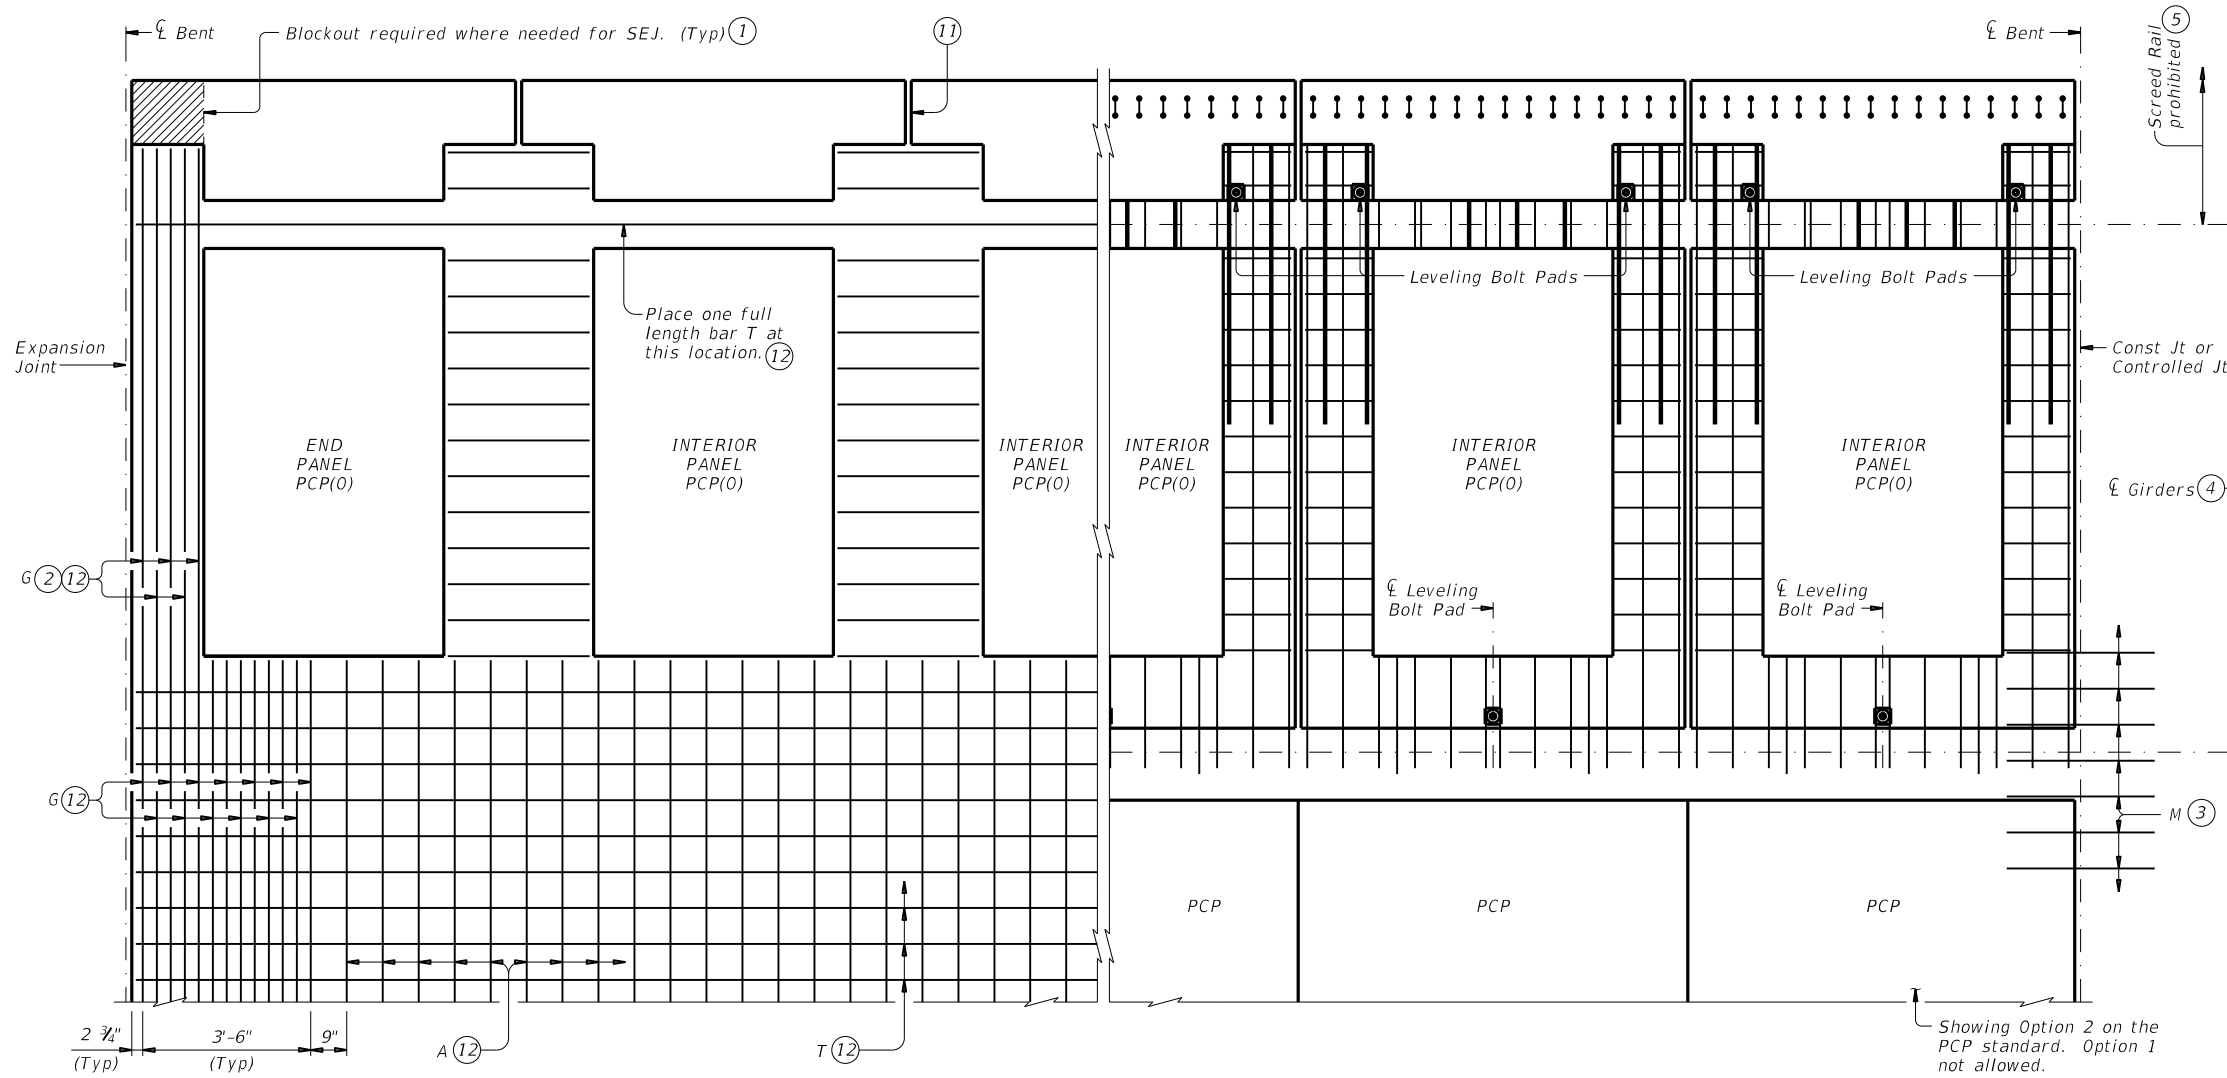 ℄ Bent
Blockout required where needed for SEJ. (Typ) 1
11
℄ Bent
Screed Rail 5
prohibited
Place one full
length bar T at
this location. 12
Leveling Bolt Pads
Leveling Bolt Pads
Expansion
Joint
Const Jt or
Controlled Jt
END
PANEL
PCP(O)
INTERIOR
PANEL
PCP(O)
INTERIOR
PANEL
PCP(O)
INTERIOR
PANEL
PCP(O)
INTERIOR
PANEL
PCP(O)
INTERIOR
PANEL
PCP(O)
℄ Girders 4
G 2 12
℄ Leveling
Bolt Pad
℄ Leveling
Bolt Pad
G 12
M 3
PCP
PCP
PCP
2 ¾"
(Typ)
3'-6"
(Typ)
9"
A 12
T 12
Showing Option 2 on the
PCP standard. Option 1
not allowed.